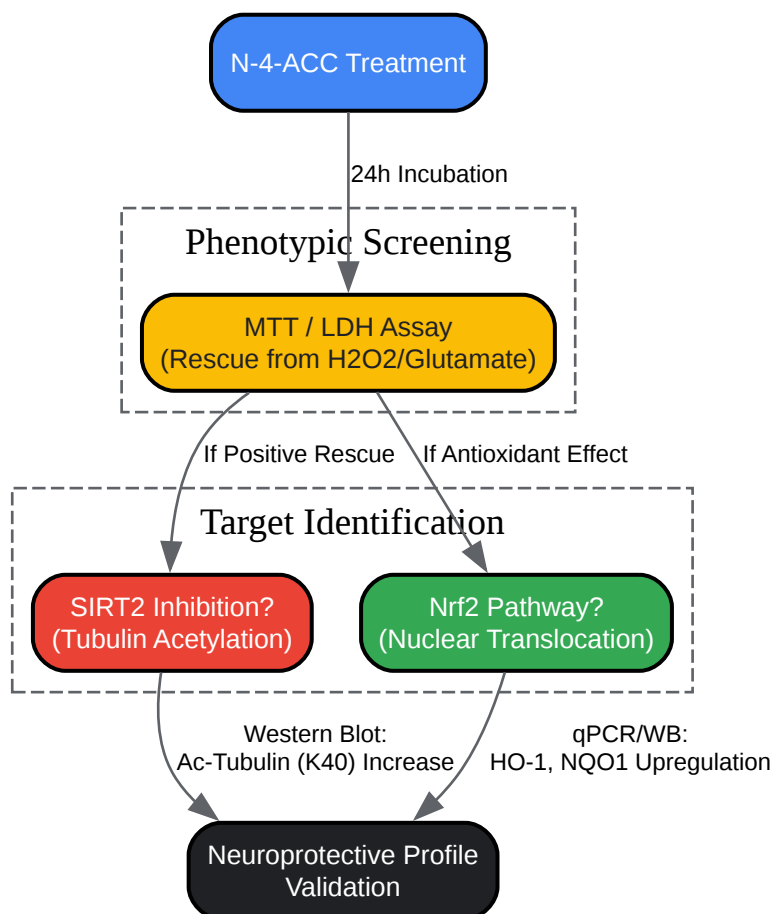 N-4-ACC Treatment
24h Incubation
Phenotypic Screening
MTT / LDH Assay
(Rescue from H2O2/Glutamate)
If Positive Rescue
If Antioxidant Effect
Target Identification
SIRT2 Inhibition?
(Tubulin Acetylation)
Nrf2 Pathway?
(Nuclear Translocation)
Western Blot:
Ac-Tubulin (K40) Increase
qPCR/WB:
HO-1, NQO1 Upregulation
Neuroprotective Profile
Validation